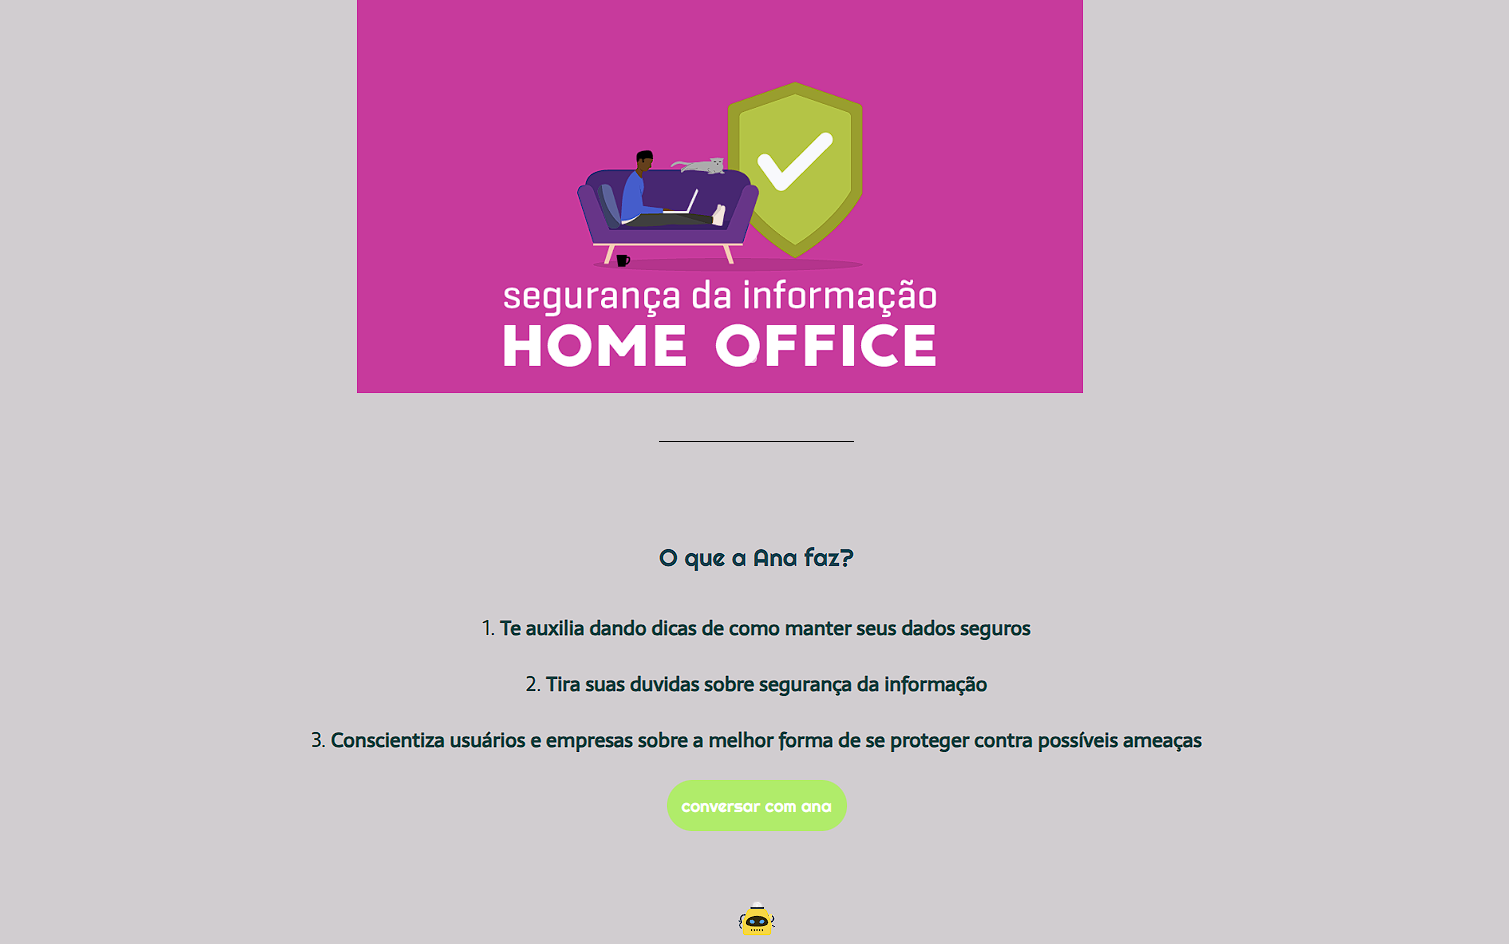 segurança da informação
HOME OFFICE
O que a Ana faz?
1. Te auxilia dando dicas de como manter seus dados seguros
2. Tira suas duvidas sobre segurança da informação
3. Conscientiza usuários e empresas sobre a melhor forma de se proteger contra possíveis ameaças
conversar com ana